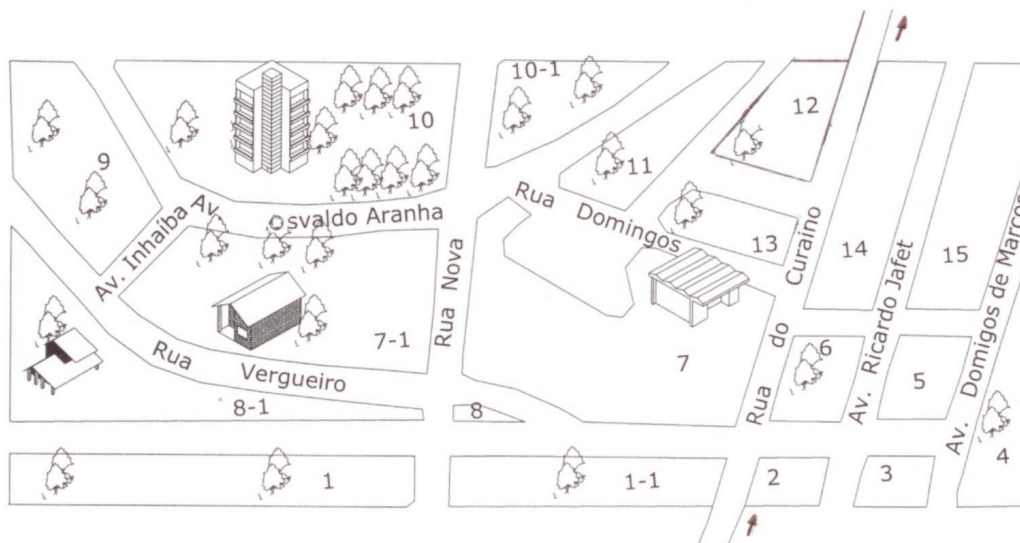 10-1
12
10
9
11
Av. Inhaíba
Av. Osvaldo Aranha
Rua Domingos
13
14
15
Rua do Curaino
Av. Ricardo Jafet
Av. Domigos de Marcos
Rua Nova
7-1
7
6
5
Rua Vergueiro
8-1
8
4
1
1-1
2
3